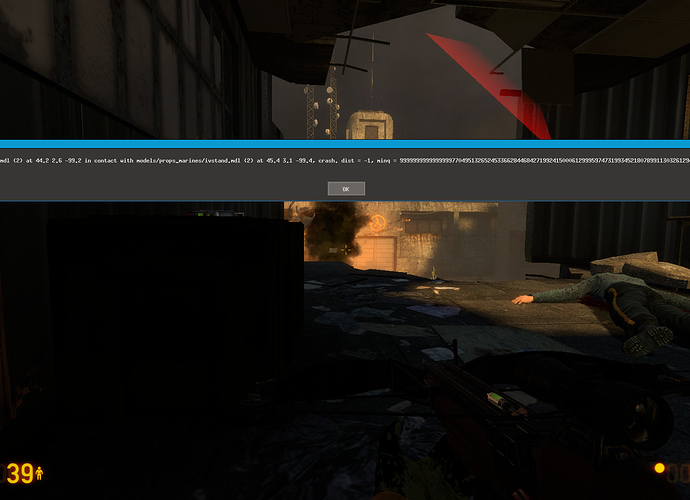 mdl (2) at 44.2 2.6 -99.2 in contact with models/props_marines/ivstand.mdl (2) at 45.4 3.1 -99.4, crash, dist = -1, minq =
OK
39